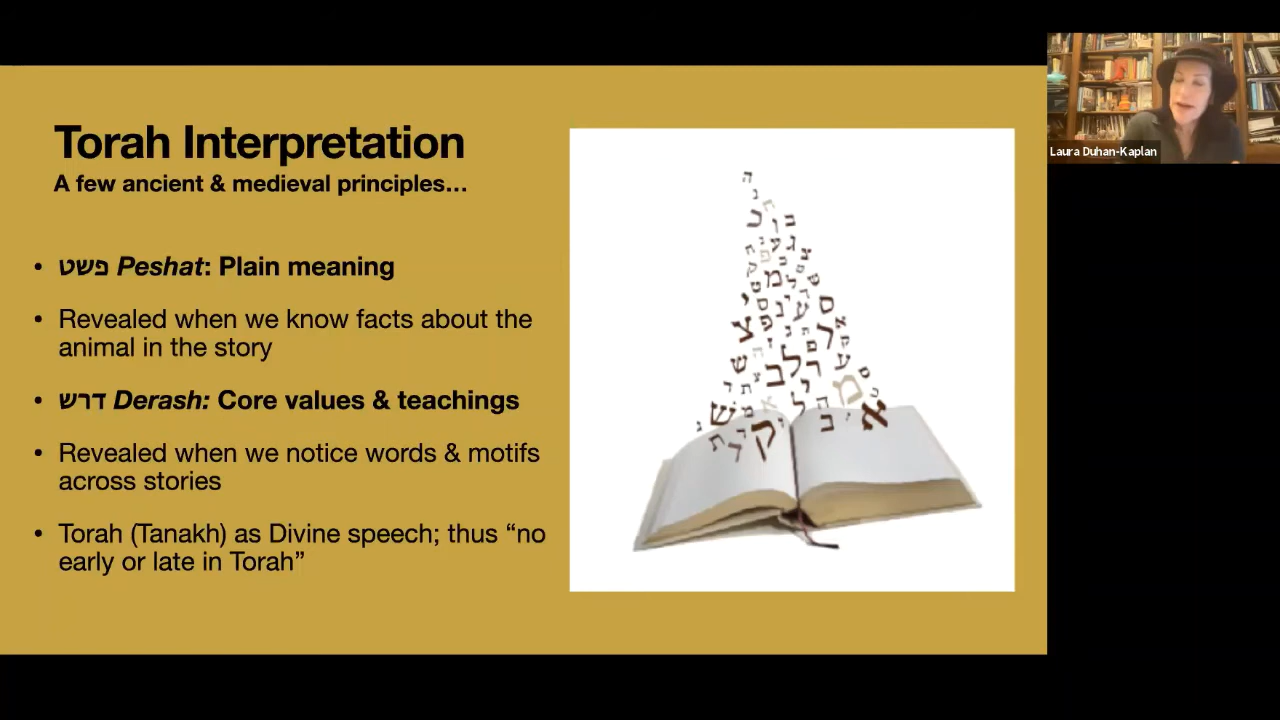 Torah Interpretation
A few ancient & medieval principles...
• פשט Peshat: Plain meaning
• Revealed when we know facts about the
animal in the story
• דרש Derash: Core values & teachings
• Revealed when we notice words & motifs
across stories
• Torah (Tanakh) as Divine speech; thus “no
early or late in Torah”
Laura Duhan-Kaplan